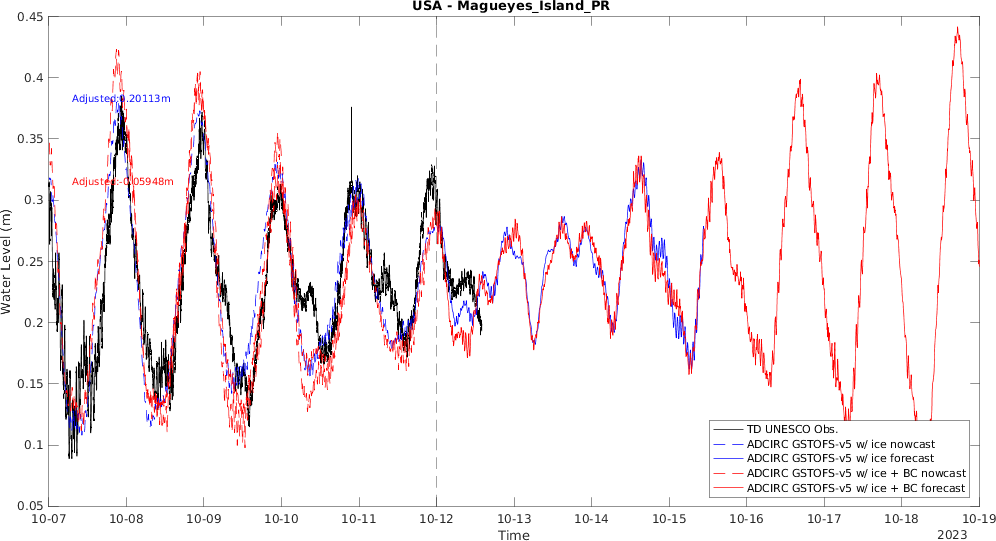 USA - Magueyes_Island_PR
0.45
0.4
0.35
0.3
0.25
0.2
0.15
0.1
0.05
Water Level (m)
Adjusted:0.20113m
Adjusted:-0.05948m
TD UNESCO Obs.
ADCIRC GSTOFS-v5 w/ ice nowcast
ADCIRC GSTOFS-v5 w/ ice forecast
ADCIRC GSTOFS-v5 w/ ice + BC nowcast
ADCIRC GSTOFS-v5 w/ ice + BC forecast
10-07 10-08 10-09 10-10 10-11 10-12 10-13 10-14 10-15 10-16 10-17 10-18 10-19
Time
2023